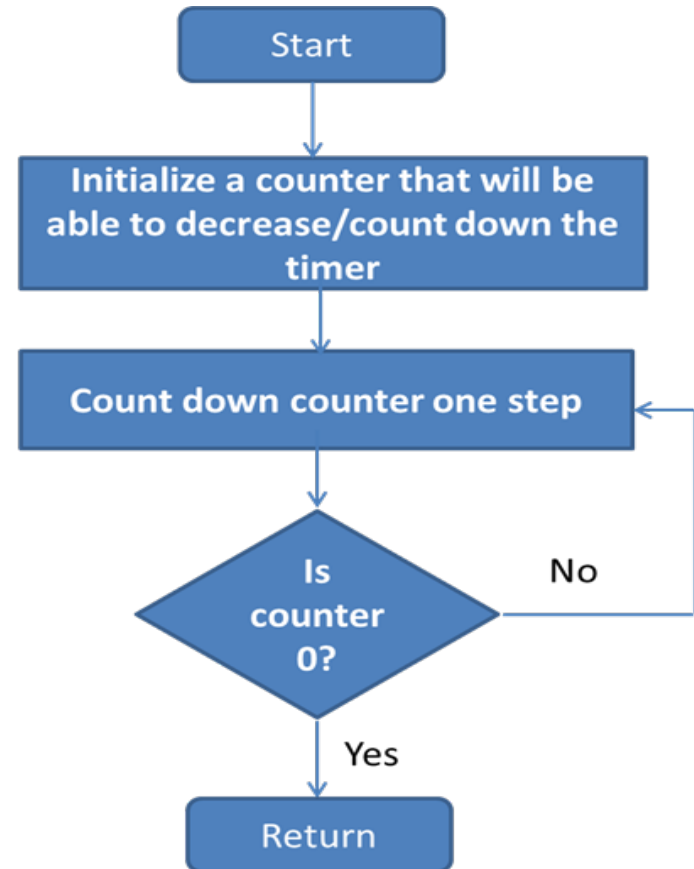 Start
Initialize a counter that will be
able to decrease/count down the
timer
Count down counter one step
Is
counter
0?
No
Yes
Return